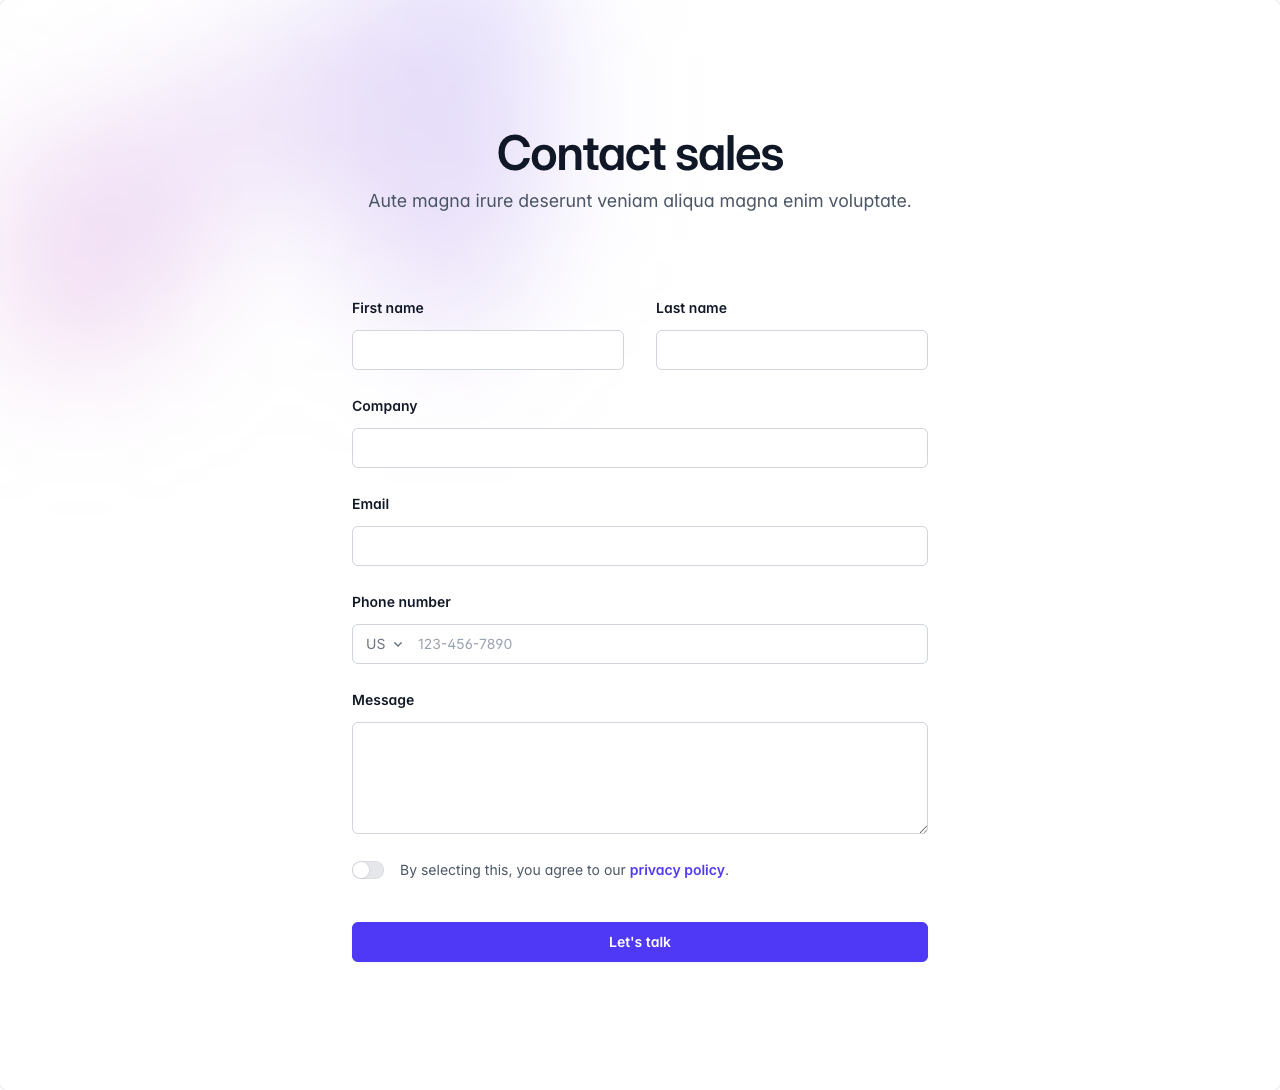 Contact sales
Aute magna irure deserunt veniam aliqua magna enim voluptate.
First name
Last name
Company
Email
Phone number
US
123-456-7890
Message
By selecting this, you agree to our privacy policy.
Let's talk